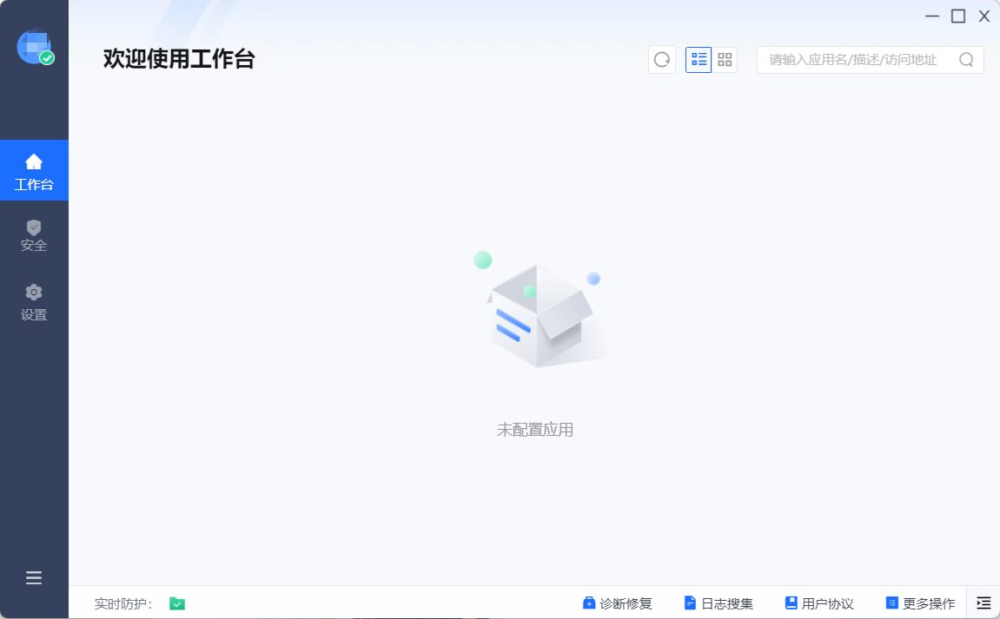 欢迎使用工作台
请输入应用名/描述/访问地址
工作台
安全
设置
未配置应用
实时防护：
诊断修复
日志搜集
用户协议
更多操作